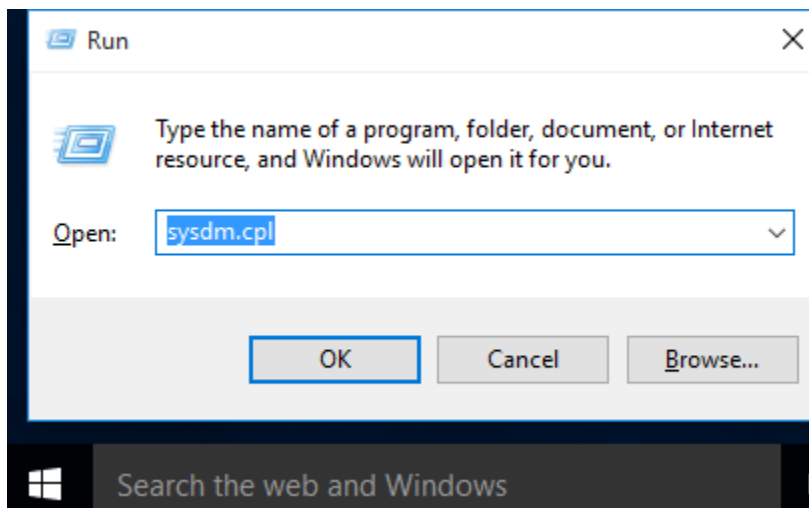 Run
Type the name of a program, folder, document, or Internet
resource, and Windows will open it for you.
Open: sysdm.cpl
OK Cancel Browse...
Search the web and Windows